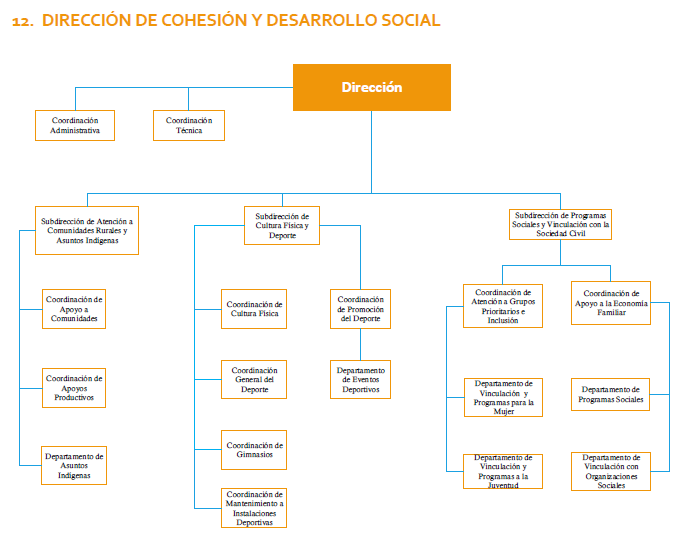 12. DIRECCIÓN DE COHESIÓN Y DESARROLLO SOCIAL
Dirección
Coordinación
Administrativa
Coordinación
Técnica
Subdirección de Atención a
Comunidades Rurales y
Asuntos Indígenas
Subdirección de
Cultura Física y
Deporte
Subdirección de Programas
Sociales y Vinculación con la
Sociedad Civil
Coordinación de
Apoyo a
Comunidades
Coordinación de
Cultura Física
Coordinación
de Promoción
del Deporte
Coordinación de
Atención a Grupos
Prioritarios e
Inclusión
Coordinación de
Apoyo a la Economía
Familiar
Coordinación de
Apoyos
Productivos
Coordinación
General del
Deporte
Departamento
de Eventos
Deportivos
Departamento de
Vinculación y
Programas para la
Mujer
Departamento de
Programas Sociales
Departamento de
Asuntos
Indígenas
Coordinación de
Gimnasios
Departamento de
Vinculación y
Programas a la
Juventud
Departamento de
Vinculación con
Organizaciones
Sociales
Coordinación de
Mantenimiento a
Instalaciones
Deportivas